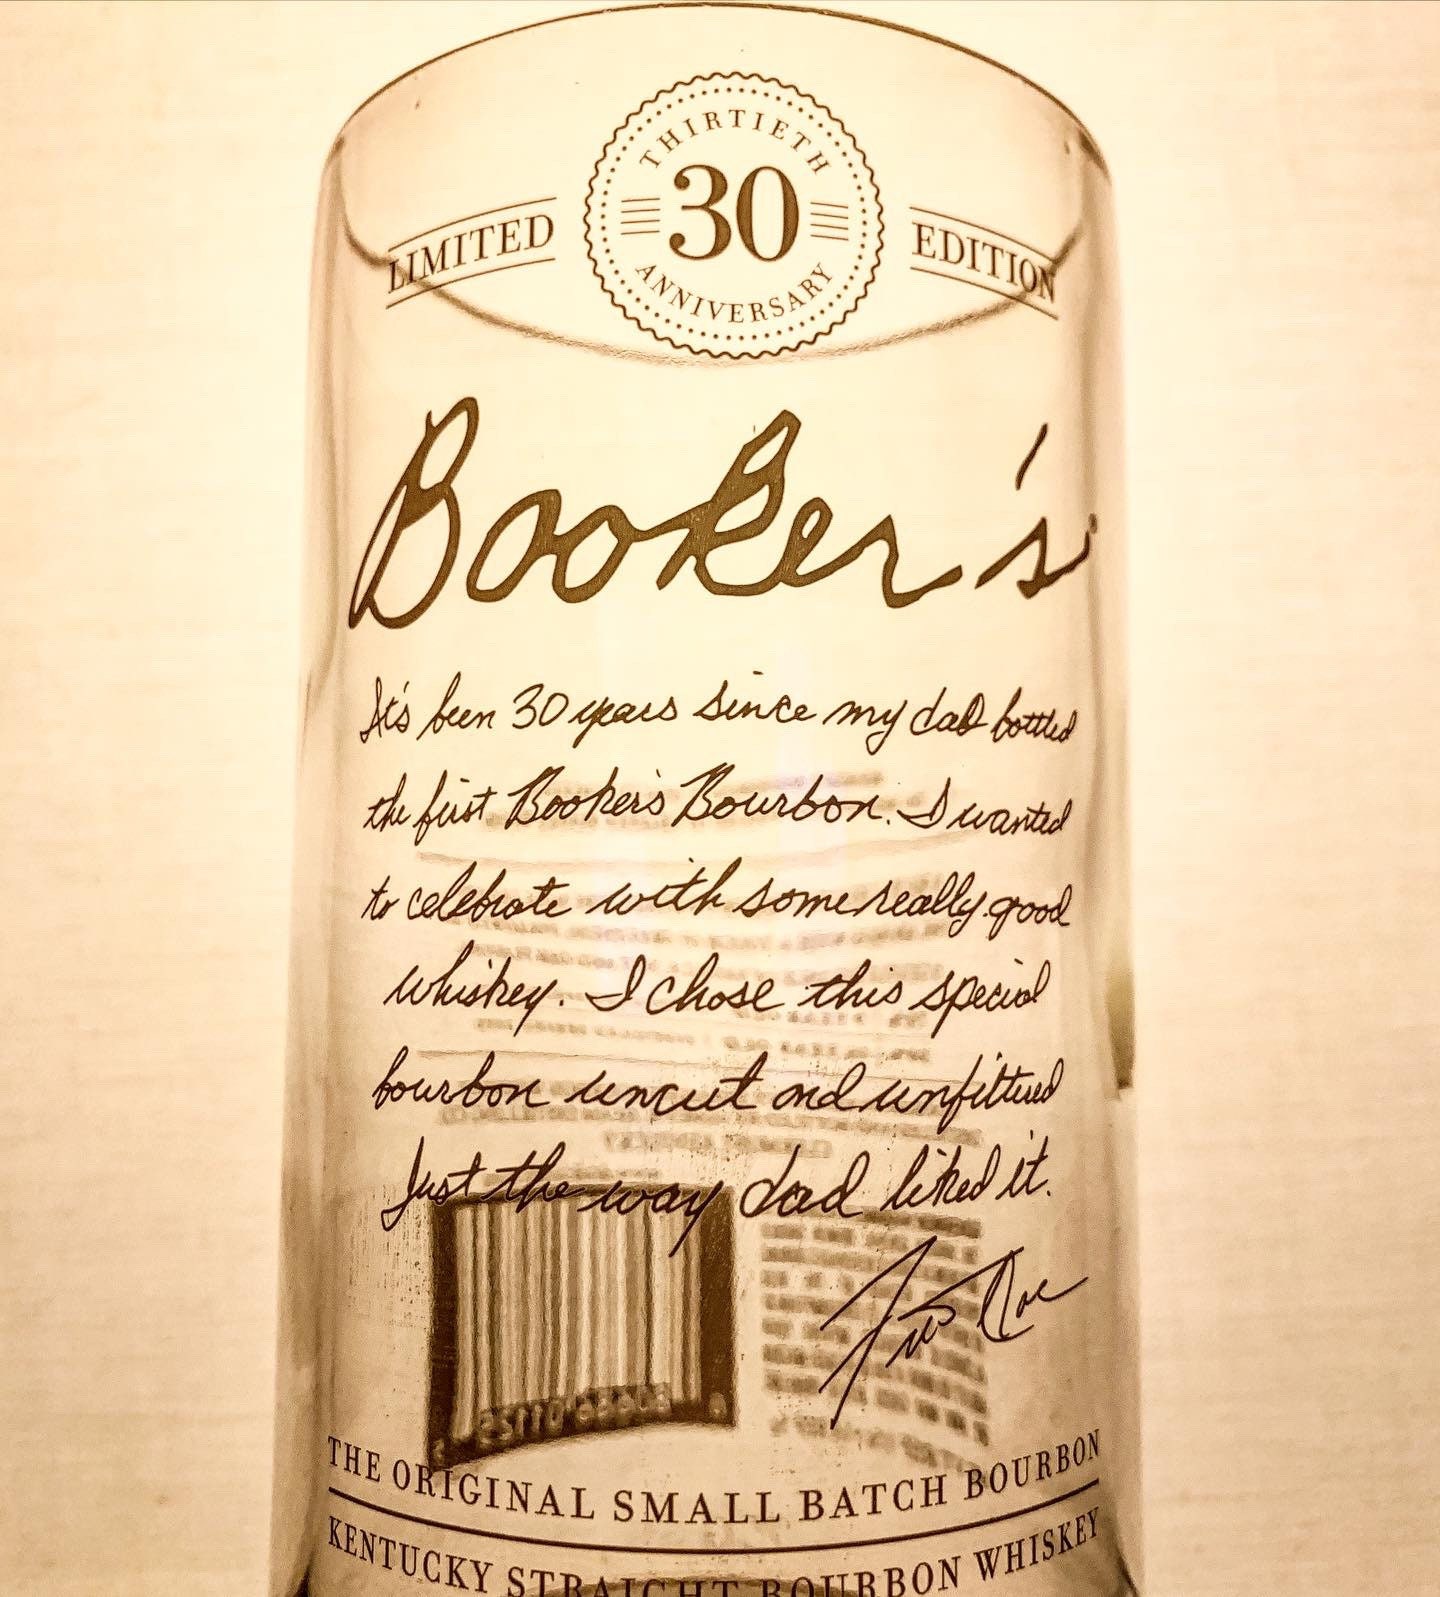 THIRTIETH
LIMITED 30 EDITION
ANNIVERSARY
Booker's
It's been 30 years since my dad bottled
the first Booker's Bourbon. I wanted
to celebrate with some really good
whiskey. I chose this special
bourbon uncut and unfiltered
Just the way dad liked it.
THE ORIGINAL SMALL BATCH BOURBON
KENTUCKY STRAIGHT BOURBON WHISKEY